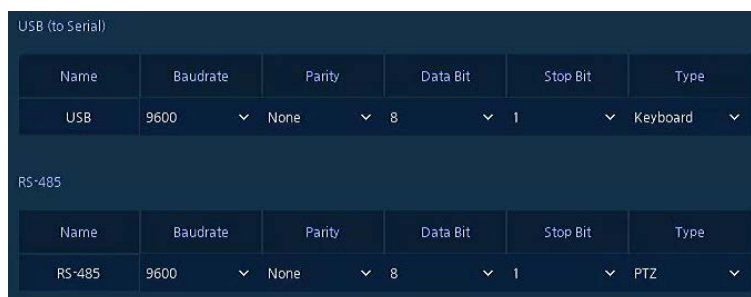 USB (to Serial)
Name Baudrate Parity Data Bit Stop Bit Type
USB 9600 None 8 1 Keyboard
RS-485
Name Baudrate Parity Data Bit Stop Bit Type
RS-485 9600 None 8 1 PTZ